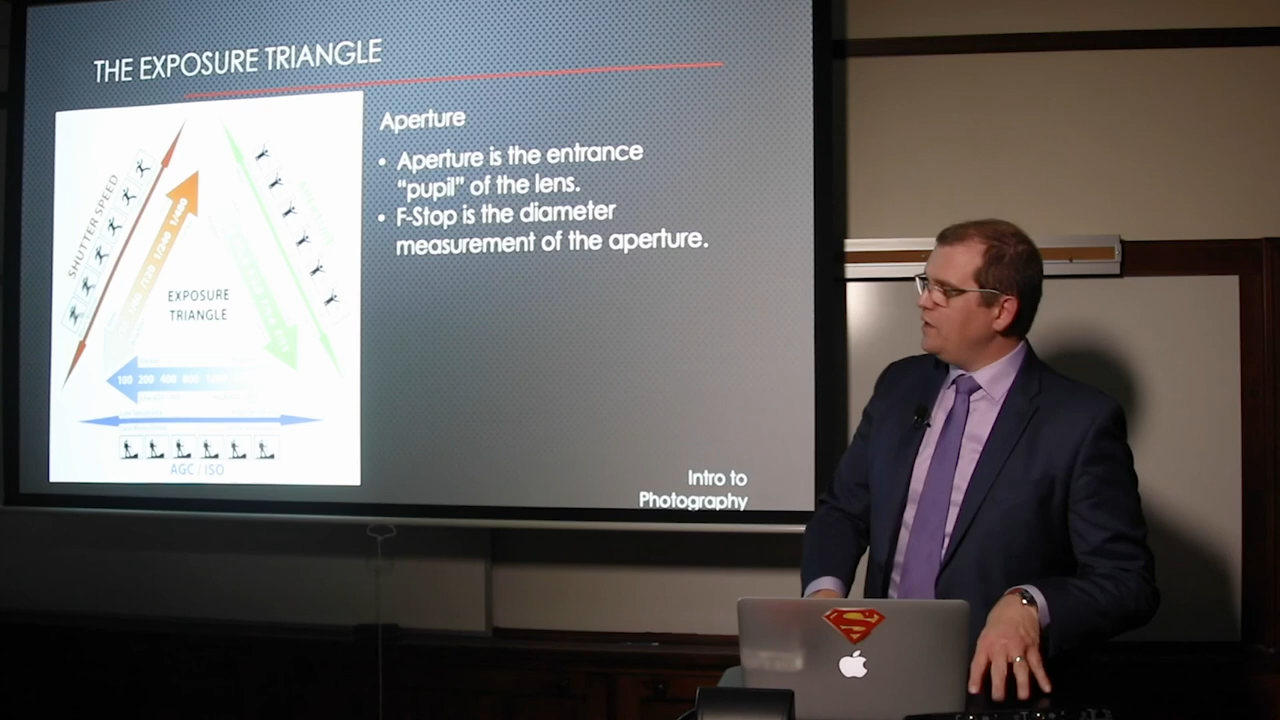 THE EXPOSURE TRIANGLE
Aperture
• Aperture is the entrance
“pupil” of the lens.
• F-Stop is the diameter
measurement of the aperture.
SHUTTER SPEED
EXPOSURE
TRIANGLE
100 200 400 800
AGC / ISO
Intro to
Photography